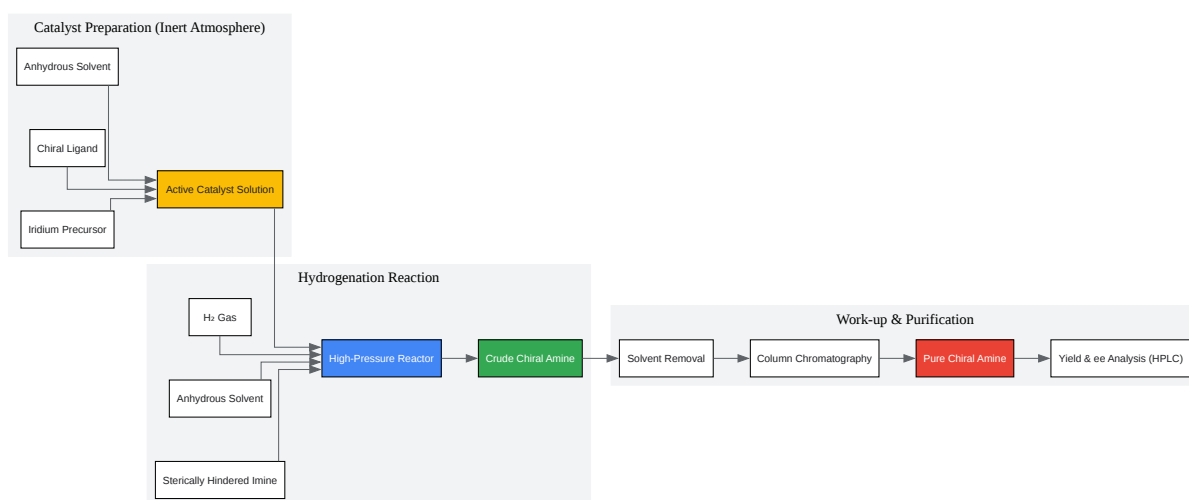 Catalyst Preparation (Inert Atmosphere)
Anhydrous Solvent
Chiral Ligand
Iridium Precursor
Active Catalyst Solution
Hydrogenation Reaction
H₂ Gas
Anhydrous Solvent
Sterically Hindered Imine
High-Pressure Reactor
Crude Chiral Amine
Work-up & Purification
Solvent Removal
Column Chromatography
Pure Chiral Amine
Yield & ee Analysis (HPLC)